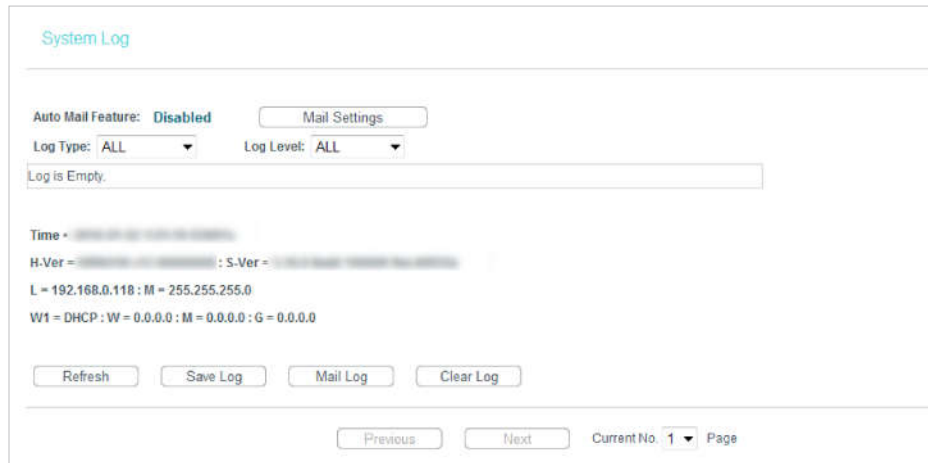 System Log
Auto Mail Feature: Disabled Mail Settings
Log Type: ALL Log Level: ALL
Log is Empty.
Time =
H-Ver = : S-Ver =
L = 192.168.0.118 : M = 255.255.255.0
W1 = DHCP : W = 0.0.0.0 : M = 0.0.0.0 : G = 0.0.0.0
Refresh Save Log Mail Log Clear Log
Previous Next Current No. 1 Page